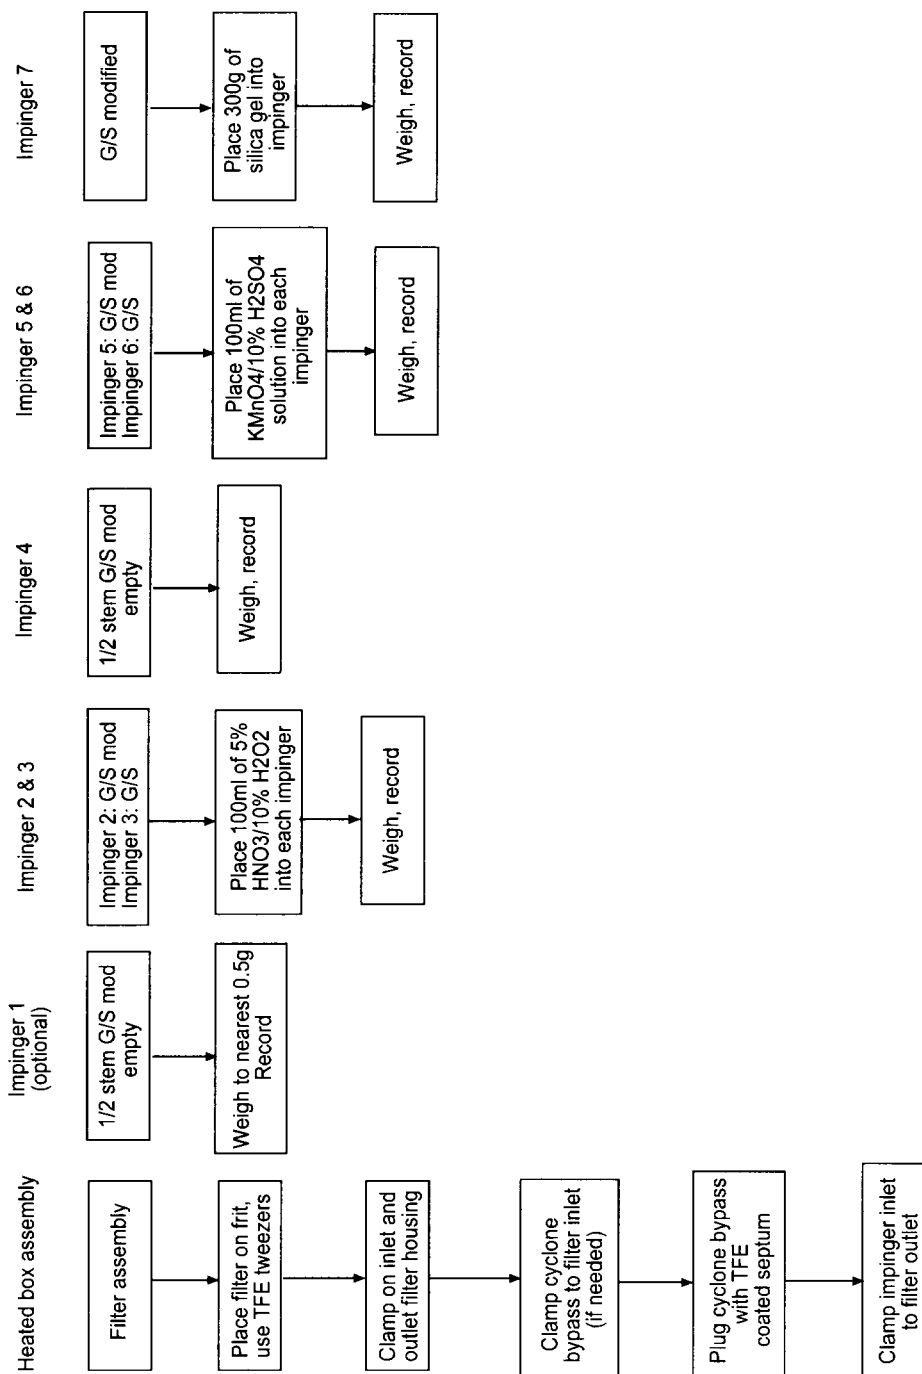 Heated box assembly
Filter assembly
Place filter on frit,
use TFE tweezers
Clamp on inlet and
outlet filter housing
Clamp cyclone
bypass to filter inlet
(if needed)
Plug cyclone bypass
with TFE
coated septum
Clamp impinger inlet
to filter outlet
Impinger 1
(optional)
1/2 stem G/S mod
empty
Weigh to nearest 0.5g
Record
Impinger 2 & 3
Impinger 2: G/S mod
Impinger 3: G/S
Place 100ml of 5%
HNO3/10% H2O2
into each impinger
Weigh, record
Impinger 4
1/2 stem G/S mod
empty
Weigh, record
Impinger 5 & 6
Impinger 5: G/S mod
Impinger 6: G/S
Place 100ml of
KMnO4/10% H2SO4
solution into each
impinger
Weigh, record
Impinger 7
G/S modified
Place 300g of
silica gel into
impinger
Weigh, record